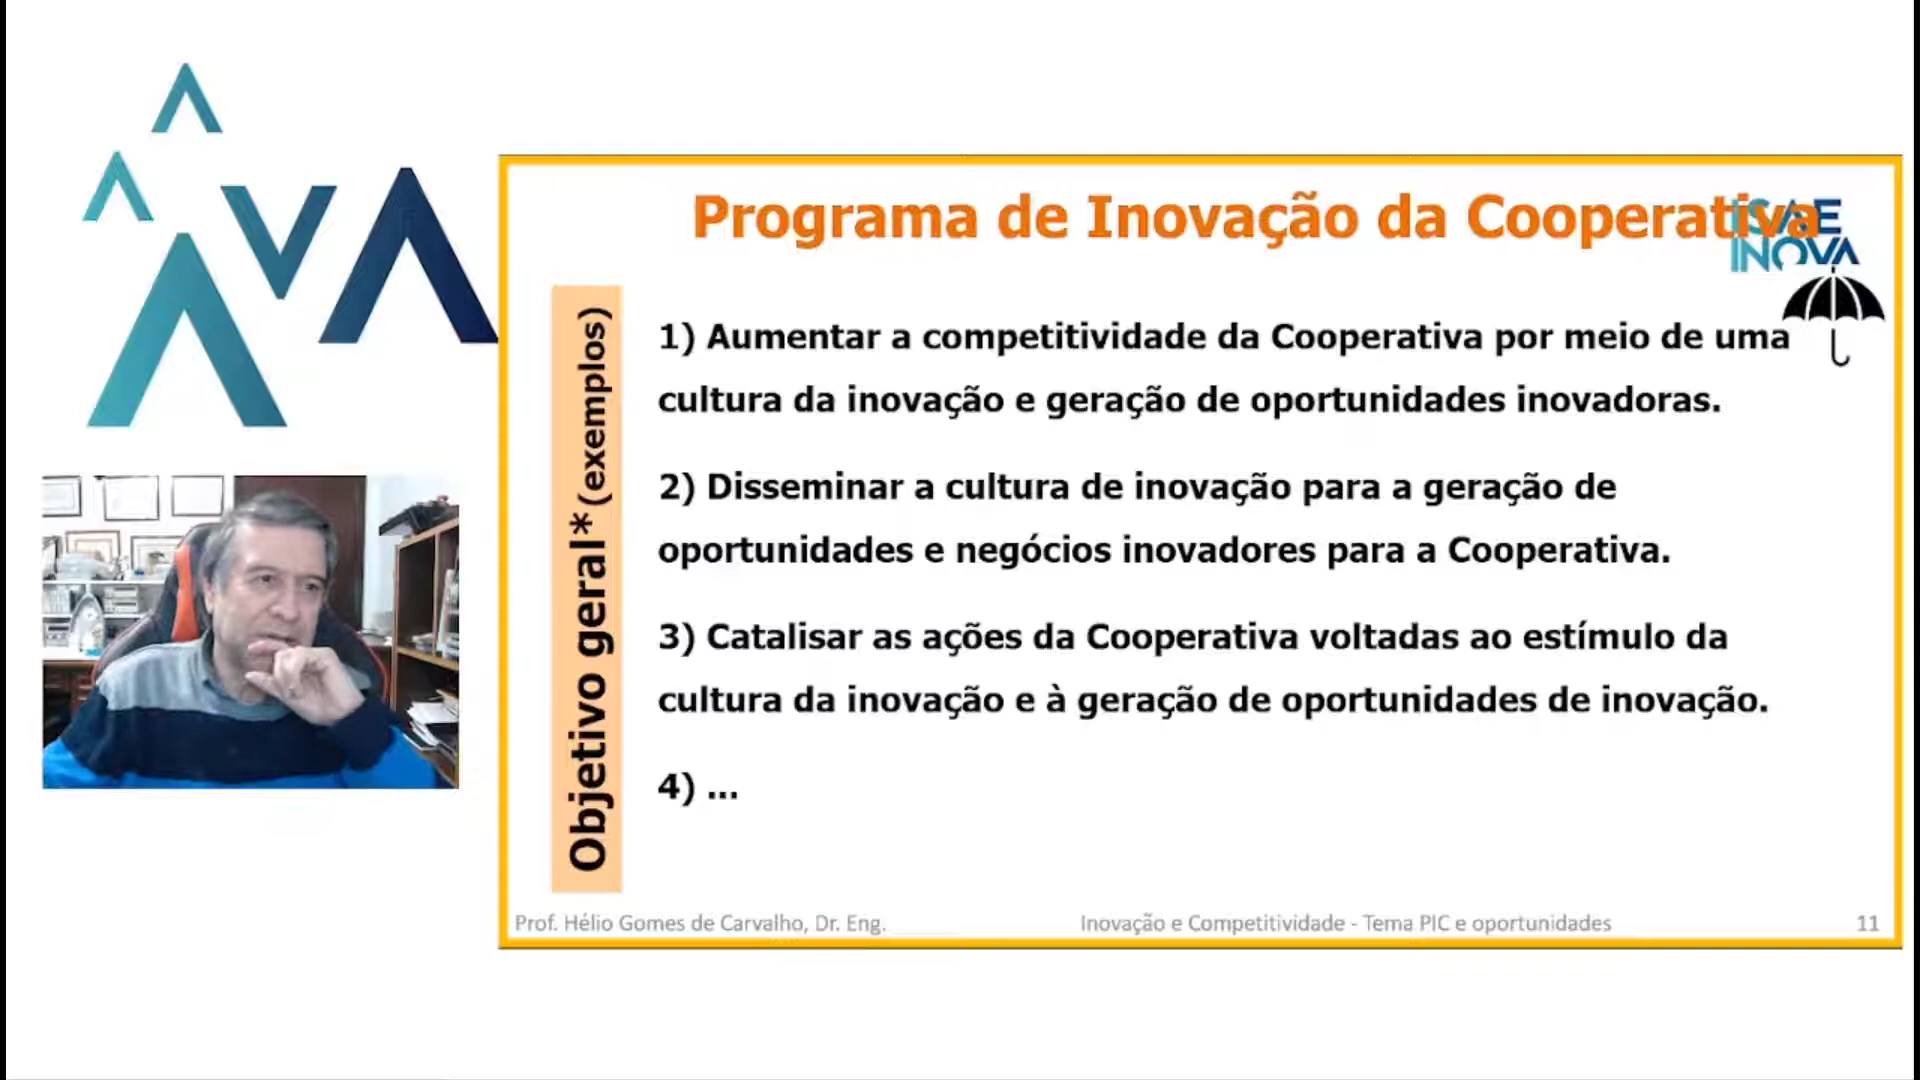 Programa de Inovação da Cooperativa
ISAE
INOVA
Objetivo geral* (exemplos)
1) Aumentar a competitividade da Cooperativa por meio de uma
cultura da inovação e geração de oportunidades inovadoras.
2) Disseminar a cultura de inovação para a geração de
oportunidades e negócios inovadores para a Cooperativa.
3) Catalisar as ações da Cooperativa voltadas ao estímulo da
cultura da inovação e à geração de oportunidades de inovação.
4) ...
Prof. Hélio Gomes de Carvalho, Dr. Eng.
Inovação e Competitividade - Tema PIC e oportunidades
11